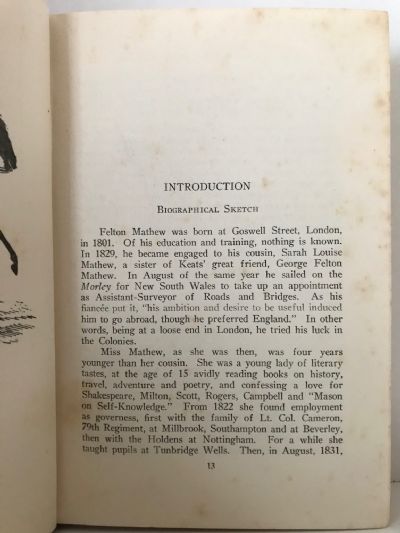 INTRODUCTION
BIOGRAPHICAL SKETCH
Felton Mathew was born at Goswell Street, London,
in 1801. Of his education and training, nothing is known.
In 1829, he became engaged to his cousin, Sarah Louise
Mathew, a sister of Keats' great friend, George Felton
Mathew. In August of the same year he sailed on the
Morley for New South Wales to take up an appointment
as Assistant-Surveyor of Roads and Bridges. As his
fiancée put it, "his ambition and desire to be useful induced
him to go abroad, though he preferred England." In other
words, being at a loose end in London, he tried his luck in
the Colonies.
Miss Mathew, as she was then, was four years
younger than her cousin. She was a young lady of literary
tastes, at the age of 15 avidly reading books on history,
travel, adventure and poetry, and confessing a love for
Shakespeare, Milton, Scott, Rogers, Campbell and "Mason
on Self-Knowledge." From 1822 she found employment
as governess, first with the family of Lt. Col. Cameron,
79th Regiment, at Millbrook, Southampton and at Beverley,
then with the Holdens at Nottingham. For a while she
taught pupils at Tunbridge Wells. Then, in August, 1831,
13